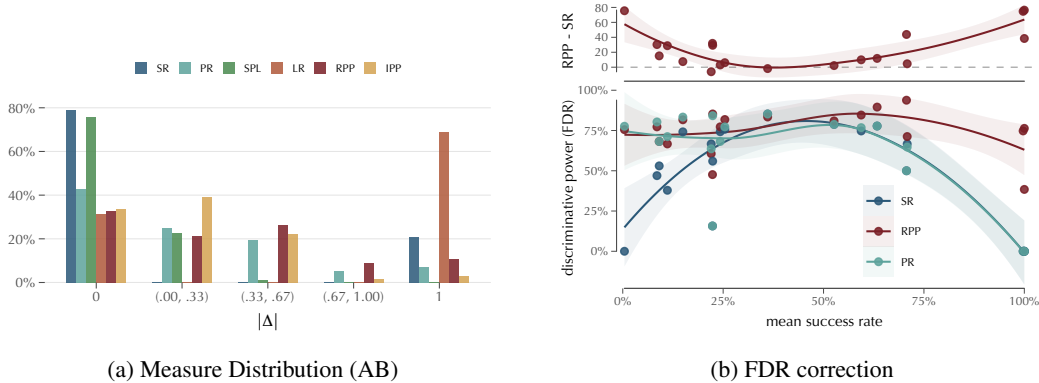 SR PR SPL LR RPP IPP
80%
60%
40%
20%
0%
0 (.00, .33) (.33, .67) (.67, 1.00) 1
|Δ|
(a) Measure Distribution (AB)
RPP - SR
80
60
40
20
0
discriminative power (FDR)
100%
75%
50%
25%
0%
SR
RPP
PR
0% 25% 50% 75% 100%
mean success rate
(b) FDR correction